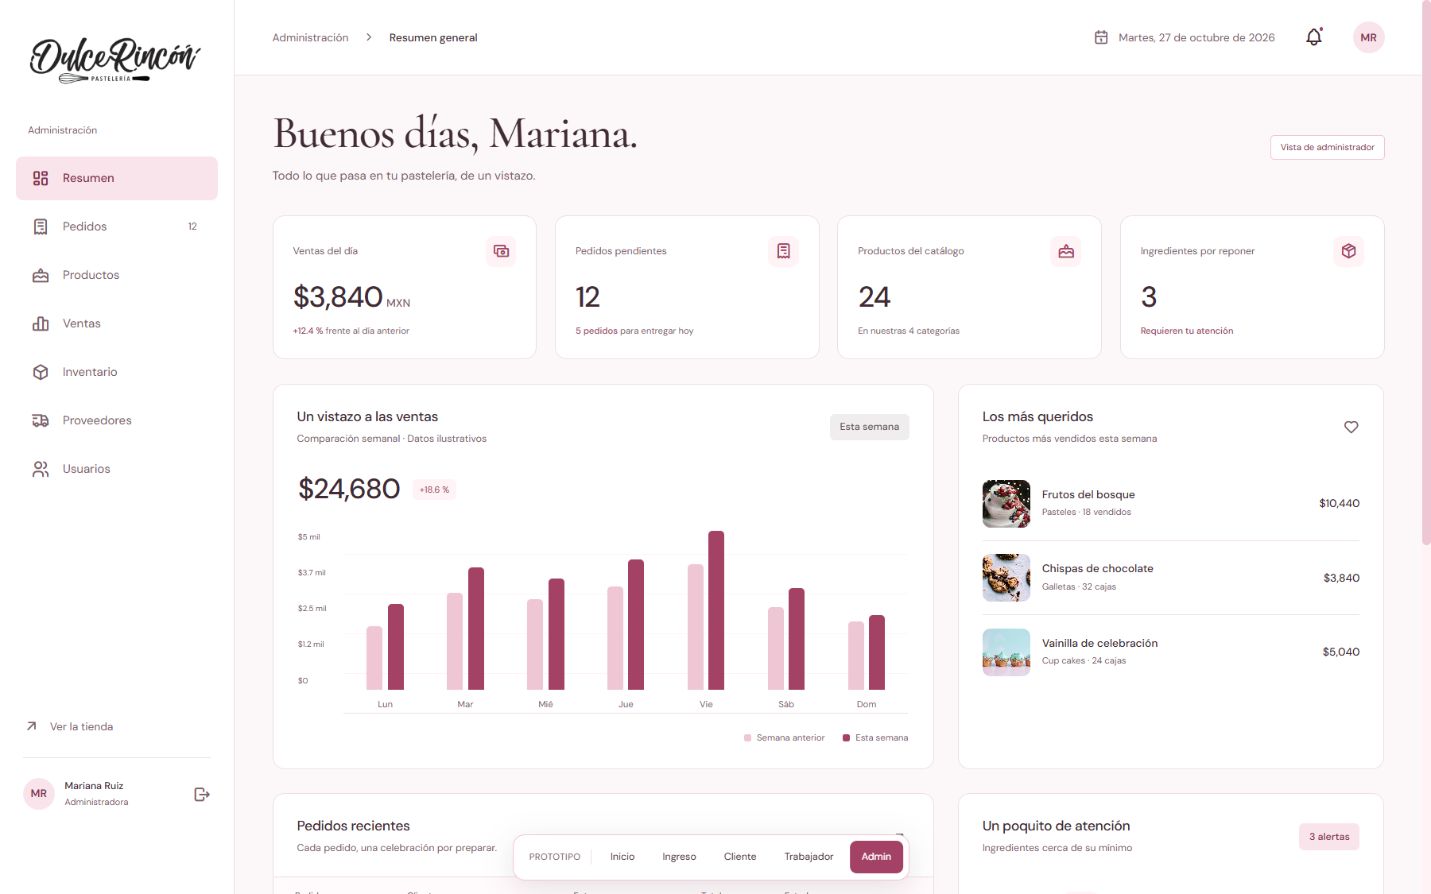 Dulce Rincón
PASTELERÍA
Administración
Resumen
Pedidos 12
Productos
Ventas
Inventario
Proveedores
Usuarios
Ver la tienda
MR
Mariana Ruiz
Administradora
Administración > Resumen general
Martes, 27 de octubre de 2026
MR
Buenos días, Mariana.
Todo lo que pasa en tu pastelería, de un vistazo.
Vista de administrador
Ventas del día
$3,840 MXN
+12.4 % frente al día anterior
Pedidos pendientes
12
5 pedidos para entregar hoy
Productos del catálogo
24
En nuestras 4 categorías
Ingredientes por reponer
3
Requieren tu atención
Un vistazo a las ventas
Comparación semanal · Datos ilustrativos
Esta semana
$24,680 +18.6 %
$5 mil
$3.7 mil
$2.5 mil
$1.2 mil
$0
Lun Mar Mié Jue Vie Sáb Dom
Semana anterior Esta semana
Los más queridos
Productos más vendidos esta semana
Frutos del bosque
Pasteles · 18 vendidos
$10,440
Chispas de chocolate
Galletas · 32 cajas
$3,840
Vainilla de celebración
Cup cakes · 24 cajas
$5,040
Pedidos recientes
Cada pedido, una celebración por preparar.
Un poquito de atención
Ingredientes cerca de su mínimo
3 alertas
PROTOTIPO Inicio Ingreso Cliente Trabajador Admin